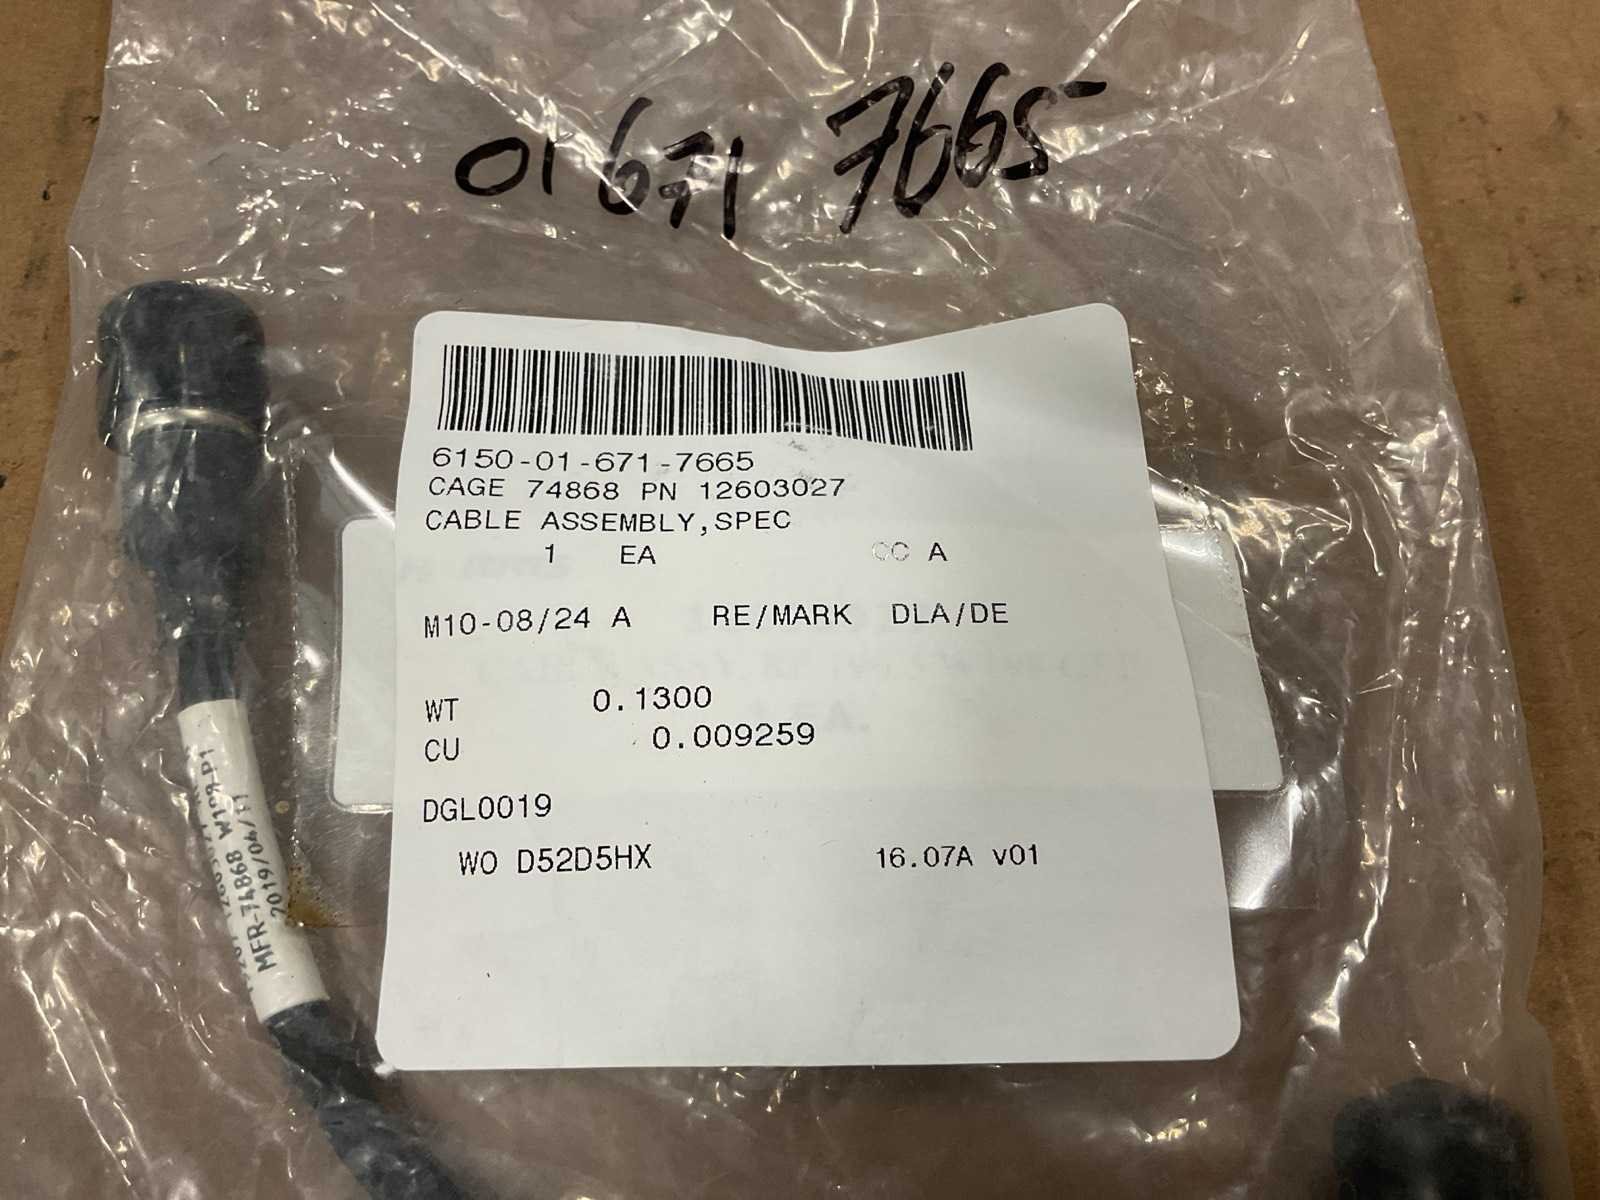 01 671 7665
6150-01-671-7665
CAGE 74868 PN 12603027
CABLE ASSEMBLY,SPEC
1 EA CC A
M10-08/24 A RE/MARK DLA/DE
WT 0.1300
CU 0.009259
DGL0019
WO D52D5HX 16.07A v01
MFR-74868 W109-P1
2019/04/11